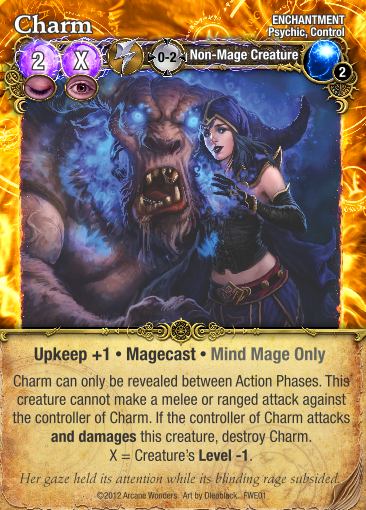 Charm
ENCHANTMENT
Psychic, Control
2 X 0-2 Non-Mage Creature
2
Upkeep +1 • Magecast • Mind Mage Only
Charm can only be revealed between Action Phases. This
creature cannot make a melee or ranged attack against
the controller of Charm. If the controller of Charm attacks
and damages this creature, destroy Charm.
X = Creature's Level -1.
Her gaze held its attention while its blinding rage subsided.
©2012 Arcane Wonders. Art by Dleoblack. FWE01